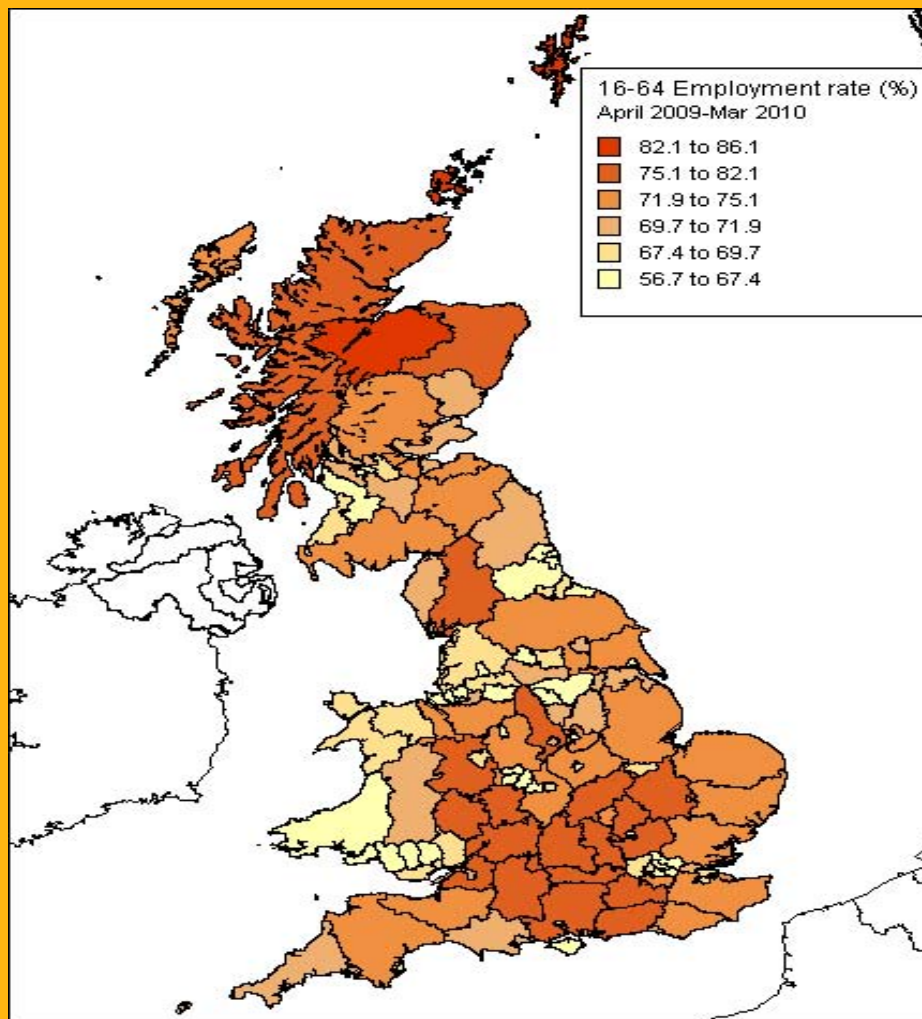 16-64 Employment rate (%)
April 2009-Mar 2010
82.1 to 86.1
75.1 to 82.1
71.9 to 75.1
69.7 to 71.9
67.4 to 69.7
56.7 to 67.4